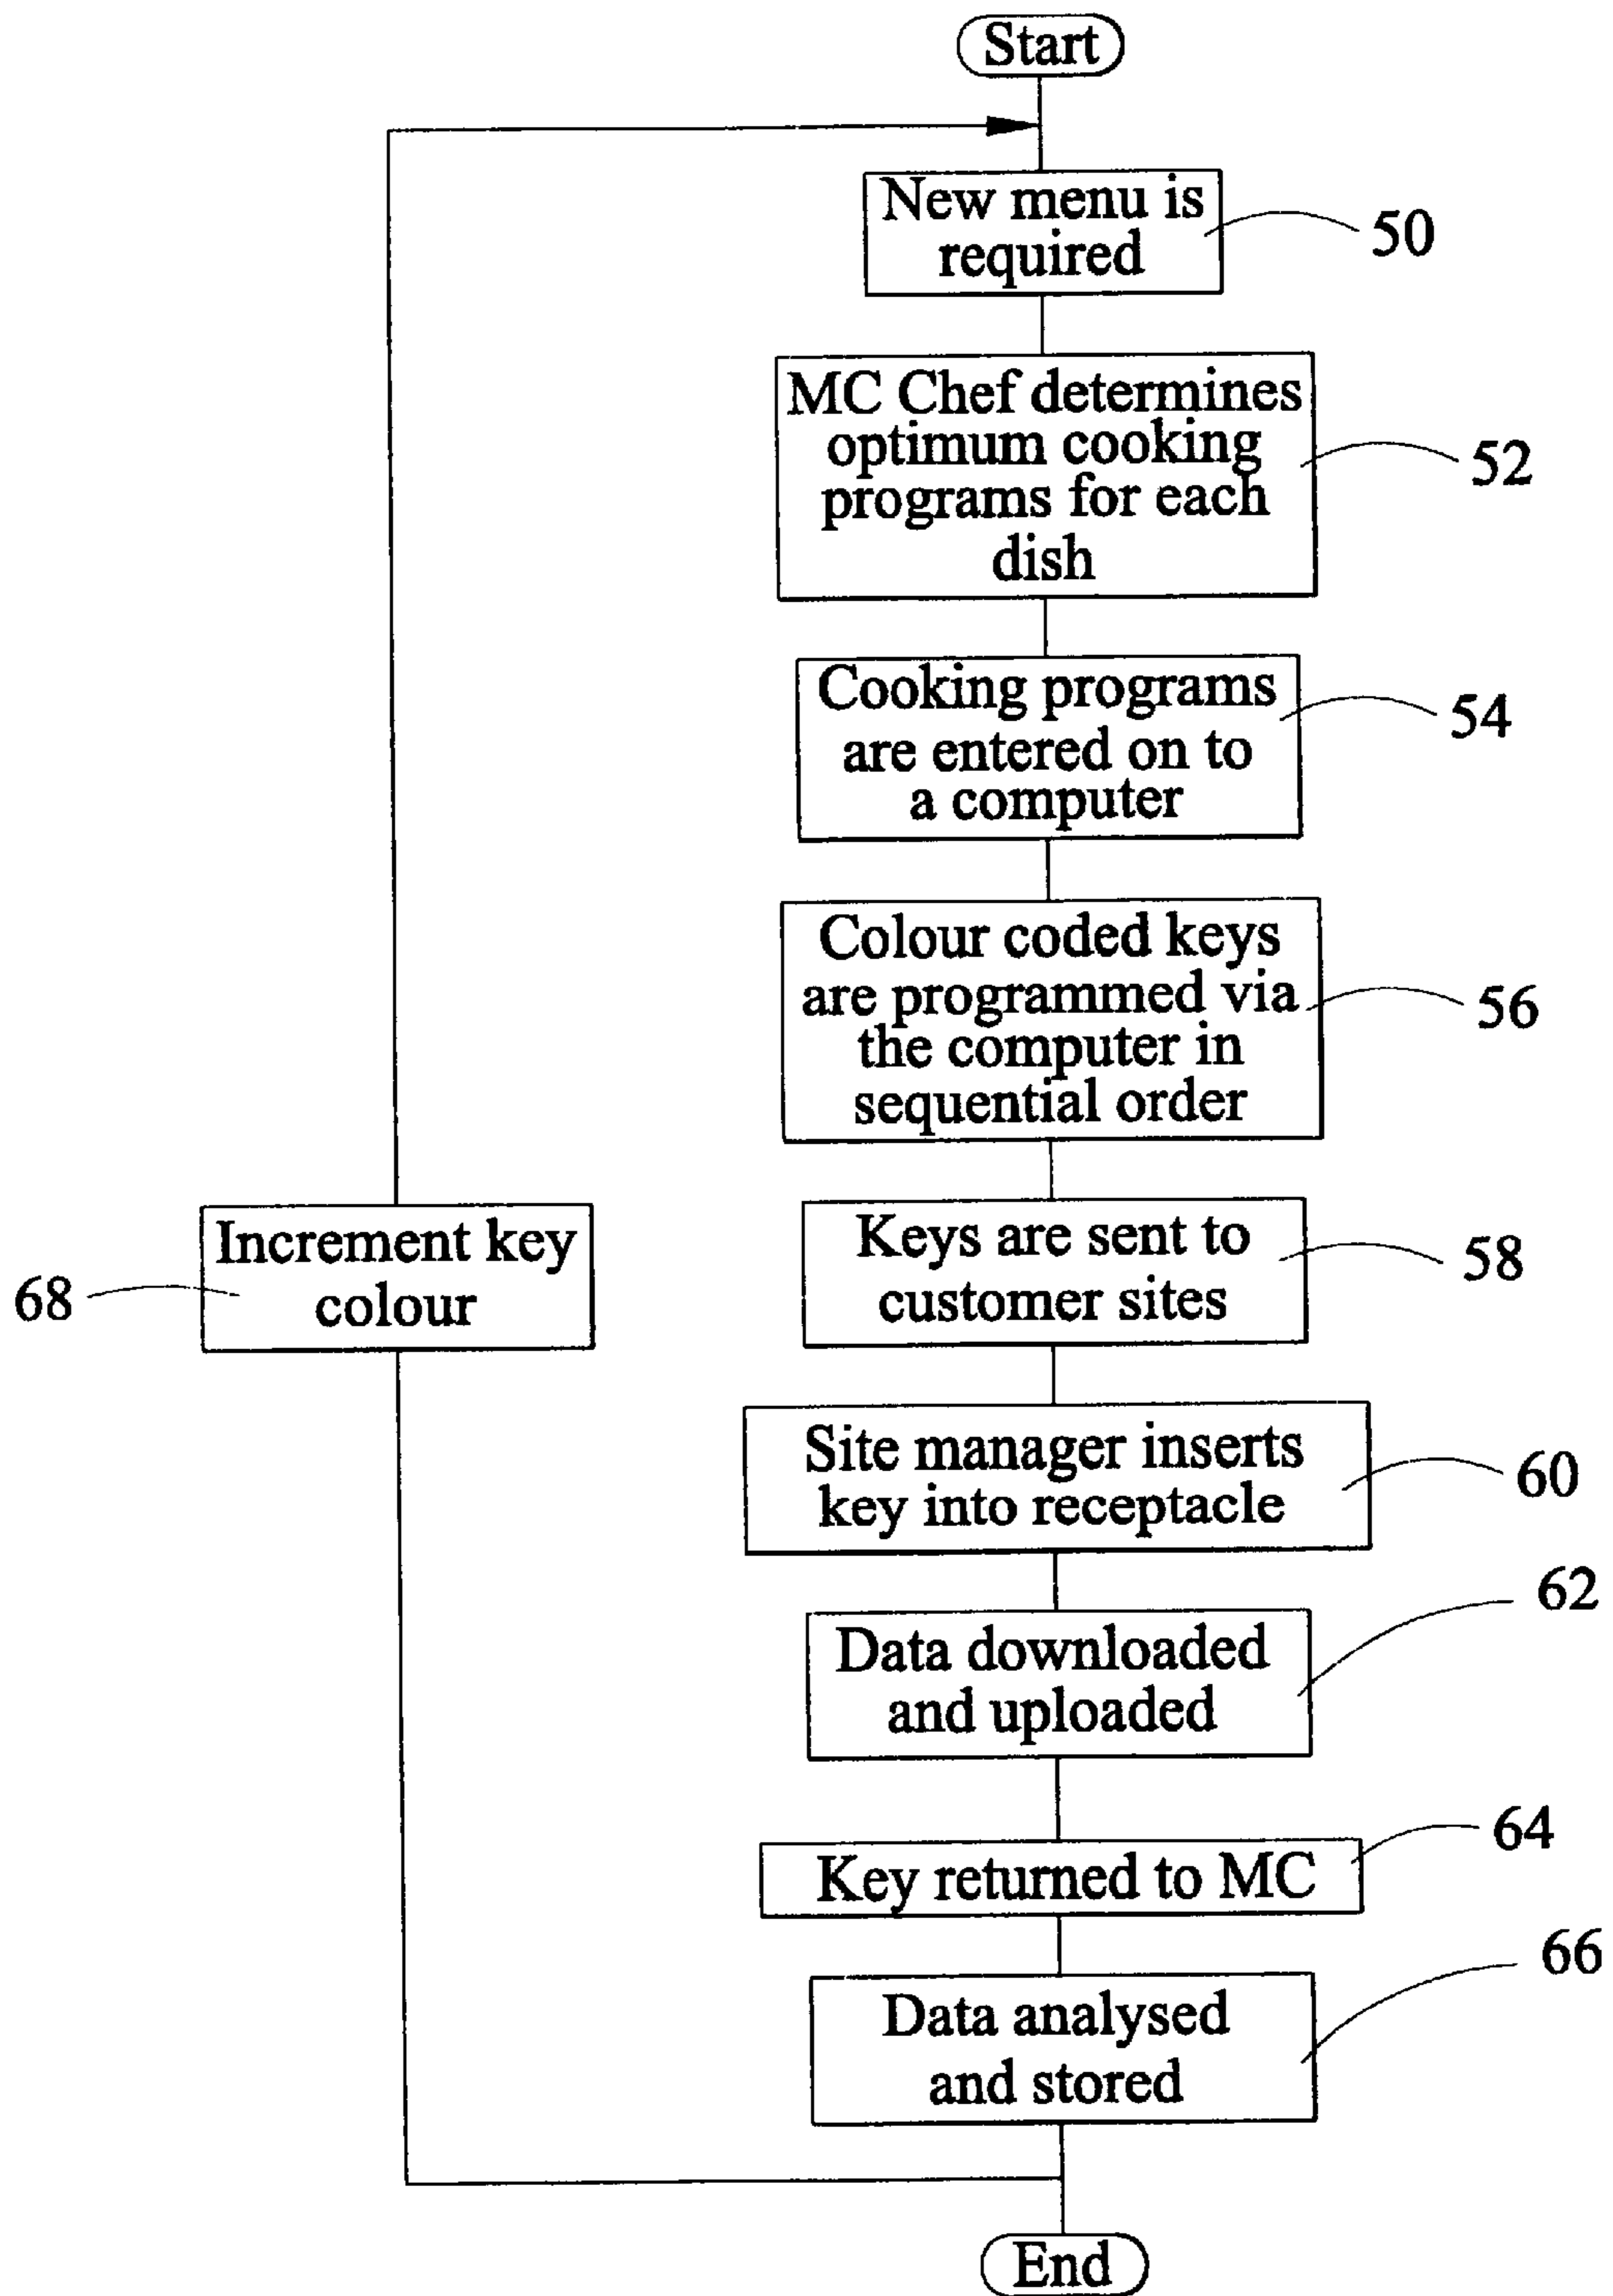 Start
New menu is
required
50
MC Chef determines
optimum cooking
programs for each
dish
52
Cooking programs
are entered on to
a computer
54
Colour coded keys
are programmed via
the computer in
sequential order
56
Keys are sent to
customer sites
58
Increment key
colour
68
Site manager inserts
key into receptacle
60
Data downloaded
and uploaded
62
Key returned to MC
64
Data analysed
and stored
66
End